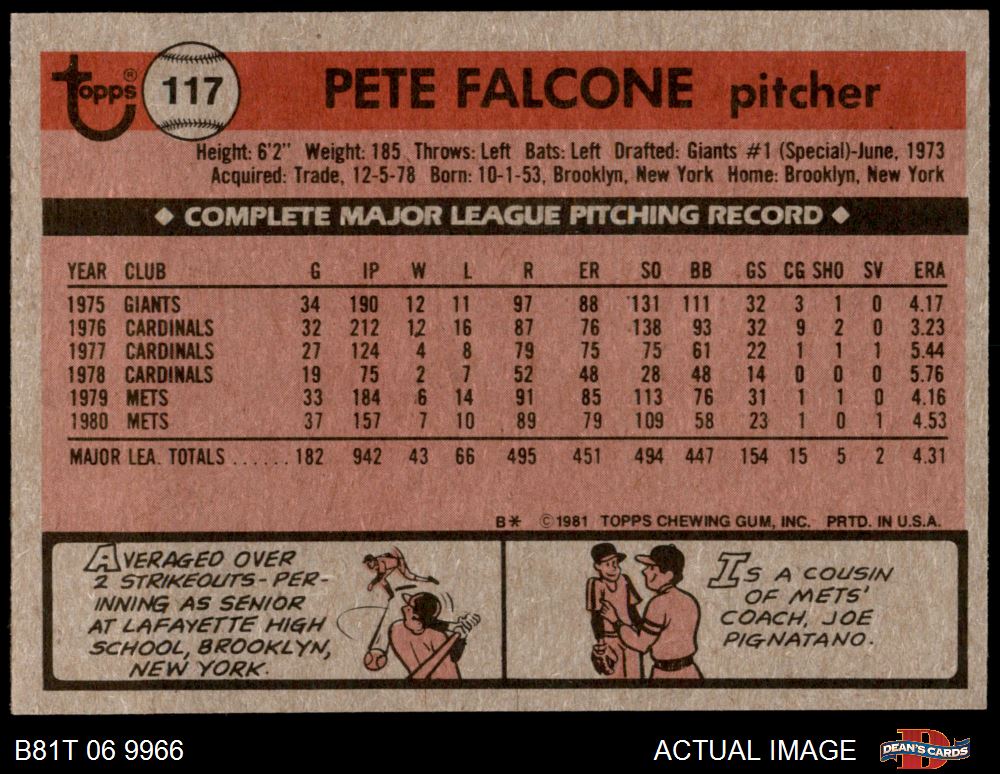 topps® 117 PETE FALCONE pitcher
Height: 6'2" Weight: 185 Throws: Left Bats: Left Drafted: Giants #1 (Special)-June, 1973
Acquired: Trade, 12-5-78 Born: 10-1-53, Brooklyn, New York Home: Brooklyn, New York
◆ COMPLETE MAJOR LEAGUE PITCHING RECORD ◆
YEAR CLUB G IP W L R ER SO BB GS CG SHO SV ERA
1975 GIANTS 34 190 12 11 97 88 131 111 32 3 1 0 4.17
1976 CARDINALS 32 212 12 16 87 76 138 93 32 9 2 0 3.23
1977 CARDINALS 27 124 4 8 79 75 75 61 22 1 1 1 5.44
1978 CARDINALS 19 75 2 7 52 48 28 48 14 0 0 0 5.76
1979 METS 33 184 6 14 91 85 113 76 31 1 1 0 4.16
1980 METS 37 157 7 10 89 79 109 58 23 1 0 1 4.53
MAJOR LEA. TOTALS ...... 182 942 43 66 495 451 494 447 154 15 5 2 4.31
B* ©1981 TOPPS CHEWING GUM, INC. PRTD. IN U.S.A.
AVERAGED OVER
2 STRIKEOUTS-PER-
INNING AS SENIOR
AT LAFAYETTE HIGH
SCHOOL, BROOKLYN,
NEW YORK.
IS A COUSIN
OF METS'
COACH, JOE
PIGNATANO.
B81T 06 9966 ACTUAL IMAGE DEAN'S CARDS